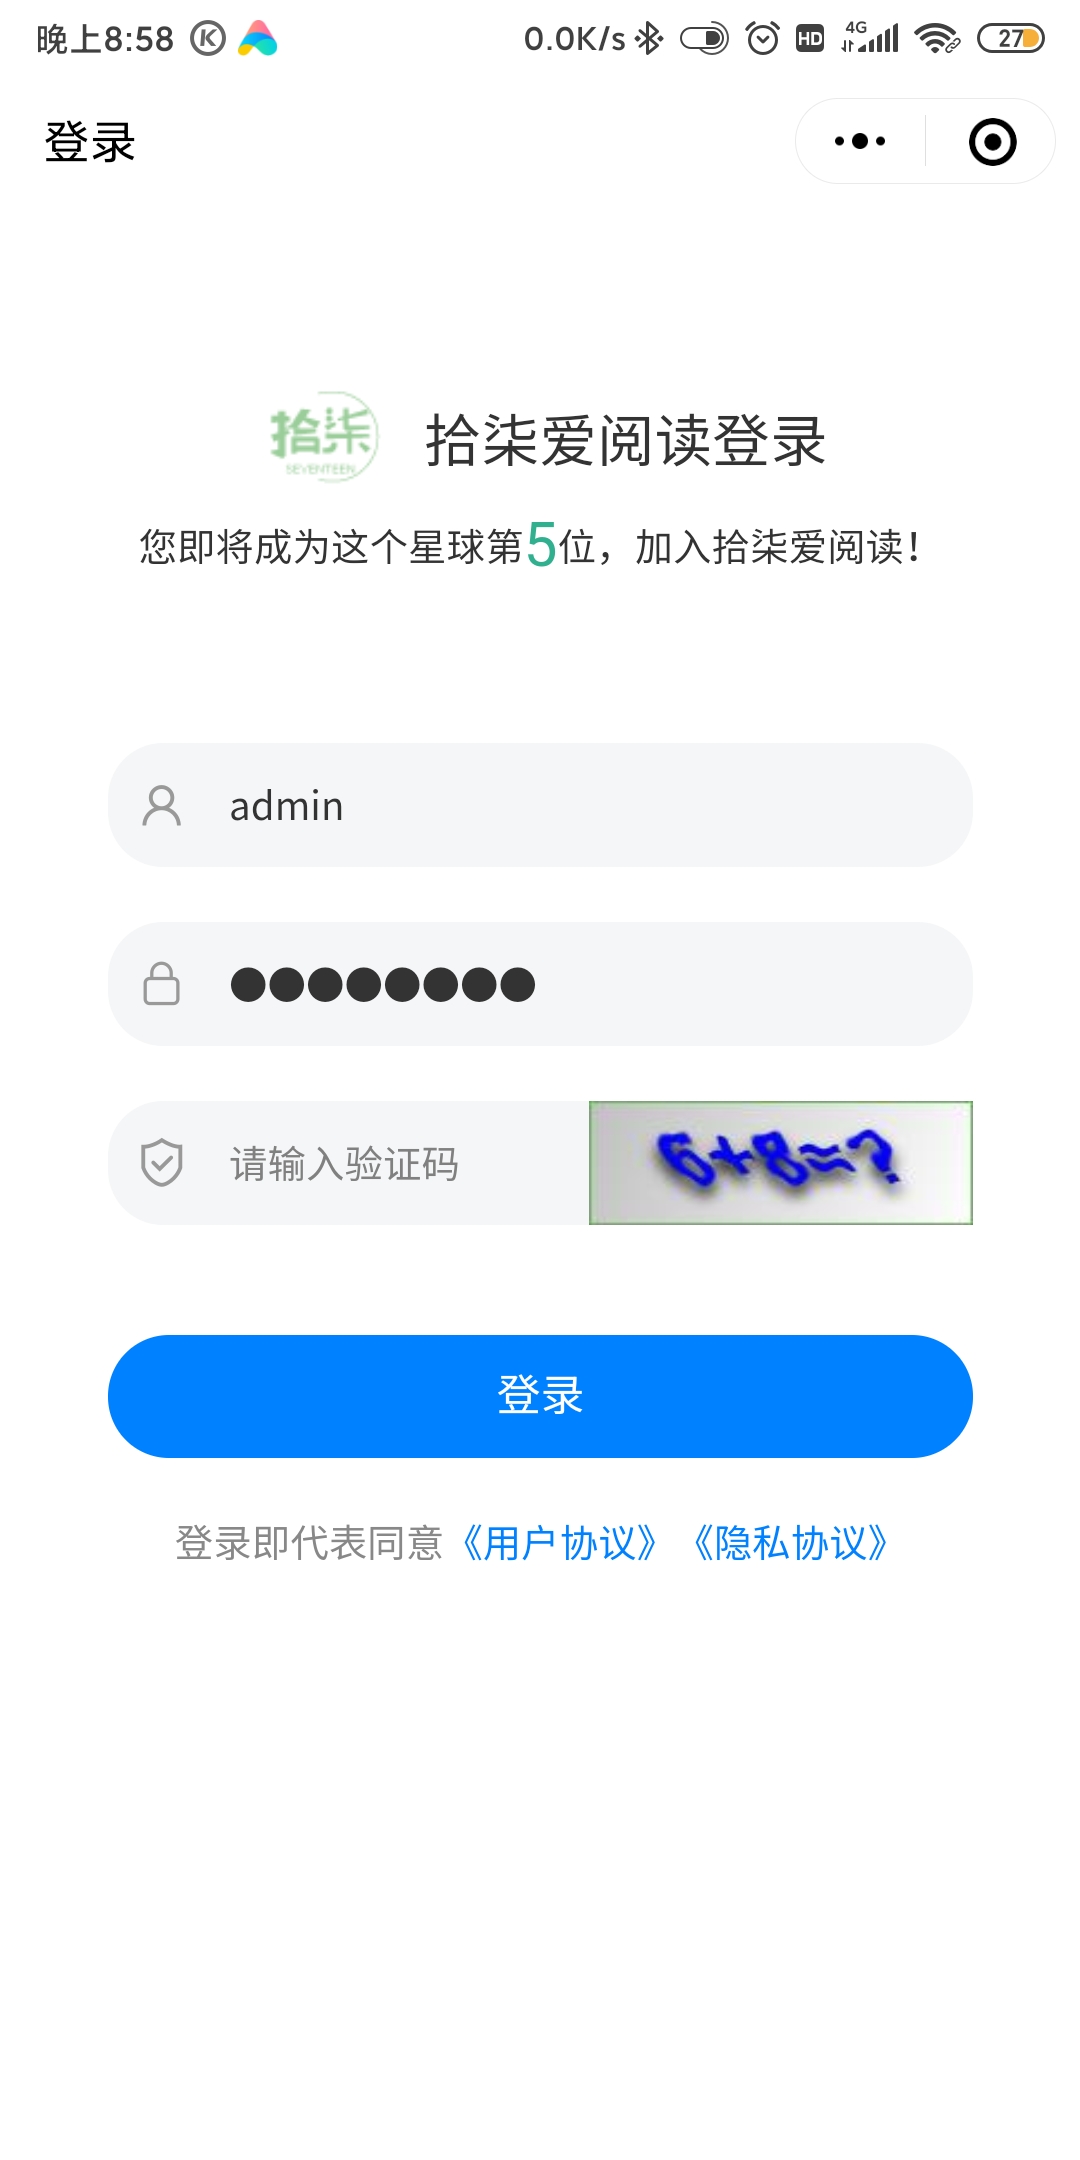 晚上8:58 0.0K/s HD 4G 27
登录
拾柒 SEVENTEEN 拾柒爱阅读登录
您即将成为这个星球第5位，加入拾柒爱阅读！
admin
请输入验证码 6+8=?
登录
登录即代表同意《用户协议》《隐私协议》